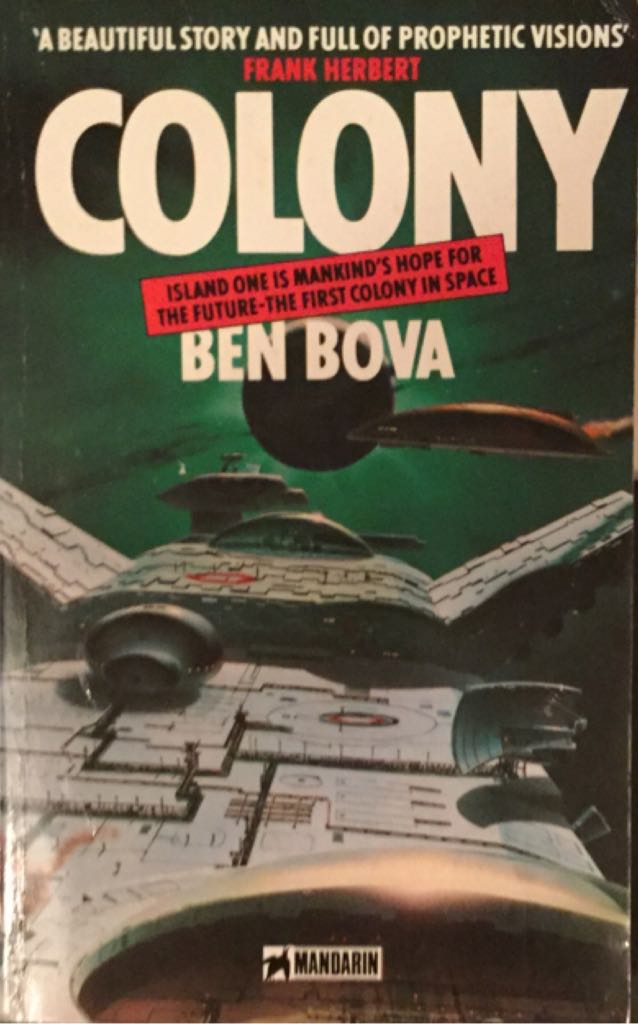 'A BEAUTIFUL STORY AND FULL OF PROPHETIC VISIONS'
FRANK HERBERT
COLONY
ISLAND ONE IS MANKIND'S HOPE FOR
THE FUTURE-THE FIRST COLONY IN SPACE
BEN BOVA
MANDARIN